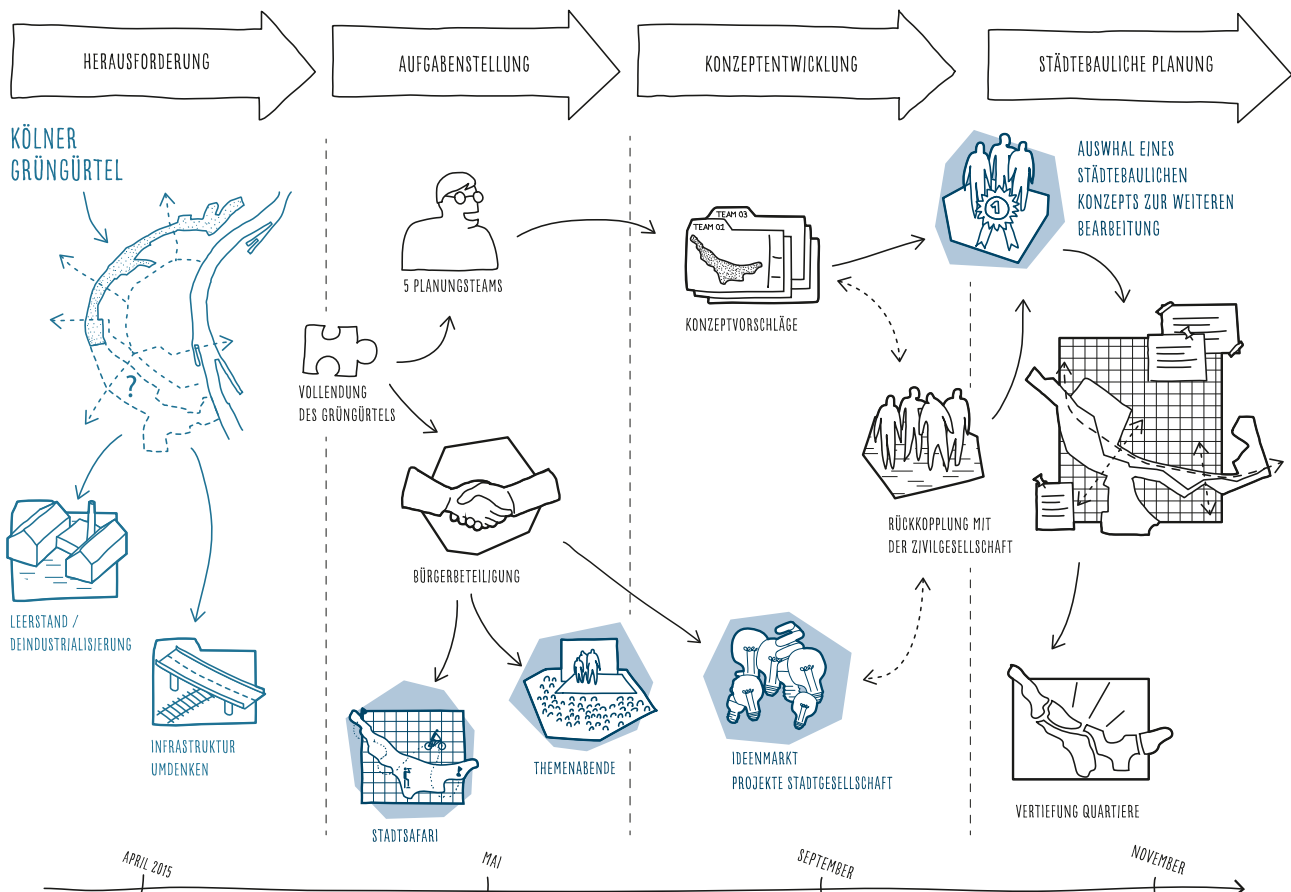 HERAUSFORDERUNG
AUFGABENSTELLUNG
KONZEPTENTWICKLUNG
STÄDTEBAULICHE PLANUNG
KÖLNER
GRÜNGÜRTEL
?
LEERSTAND /
DEINDUSTRIALISIERUNG
INFRASTRUKTUR
UMDENKEN
5 PLANUNGSTEAMS
VOLLENDUNG
DES GRÜNGÜRTELS
BÜRGERBETEILIGUNG
STADTSAFARI
THEMENABENDE
TEAM 03
TEAM 01
KONZEPTVORSCHLÄGE
RÜCKKOPPLUNG MIT
DER ZIVILGESELLSCHAFT
IDEENMARKT
PROJEKTE STADTGESELLSCHAFT
1
AUSWHAL EINES
STÄDTEBAULICHEN
KONZEPTS ZUR WEITEREN
BEARBEITUNG
VERTIEFUNG QUARTIERE
APRIL 2015
MAI
SEPTEMBER
NOVEMBER